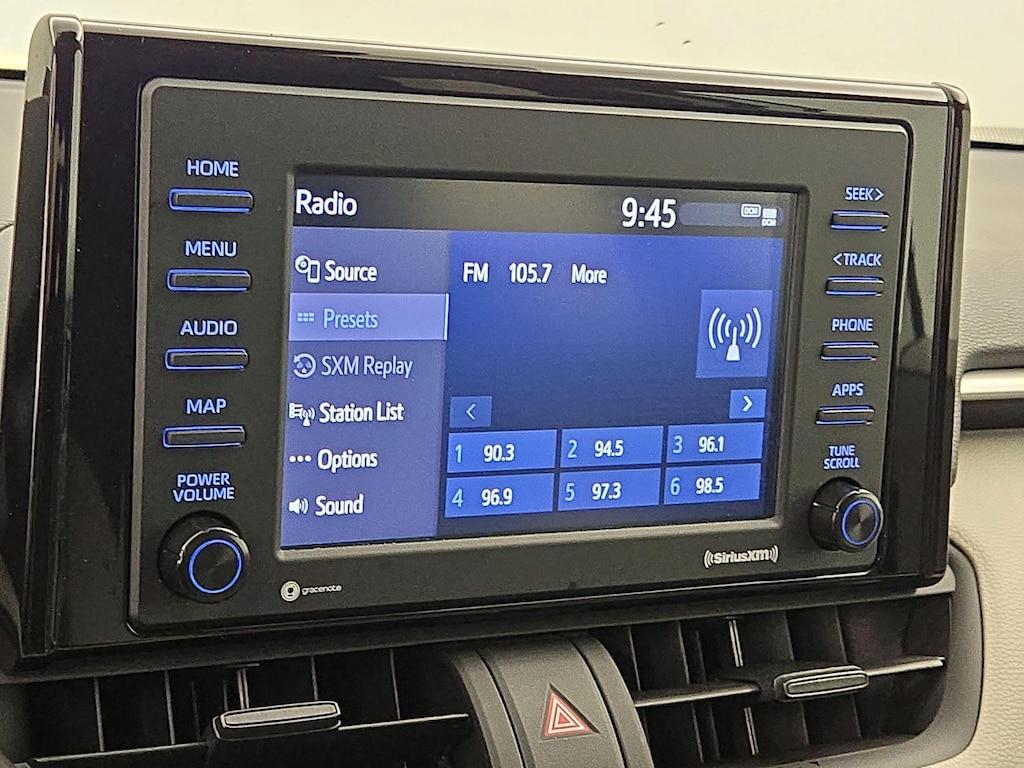 HOME
MENU
AUDIO
MAP
POWER
VOLUME
Radio
9:45
DCM
DCM
Source
Presets
SXM Replay
Station List
Options
Sound
FM 105.7 More
<
>
1 90.3
2 94.5
3 96.1
4 96.9
5 97.3
6 98.5
SEEK>
<TRACK
PHONE
APPS
TUNE
SCROLL
gracenote
SiriusXM